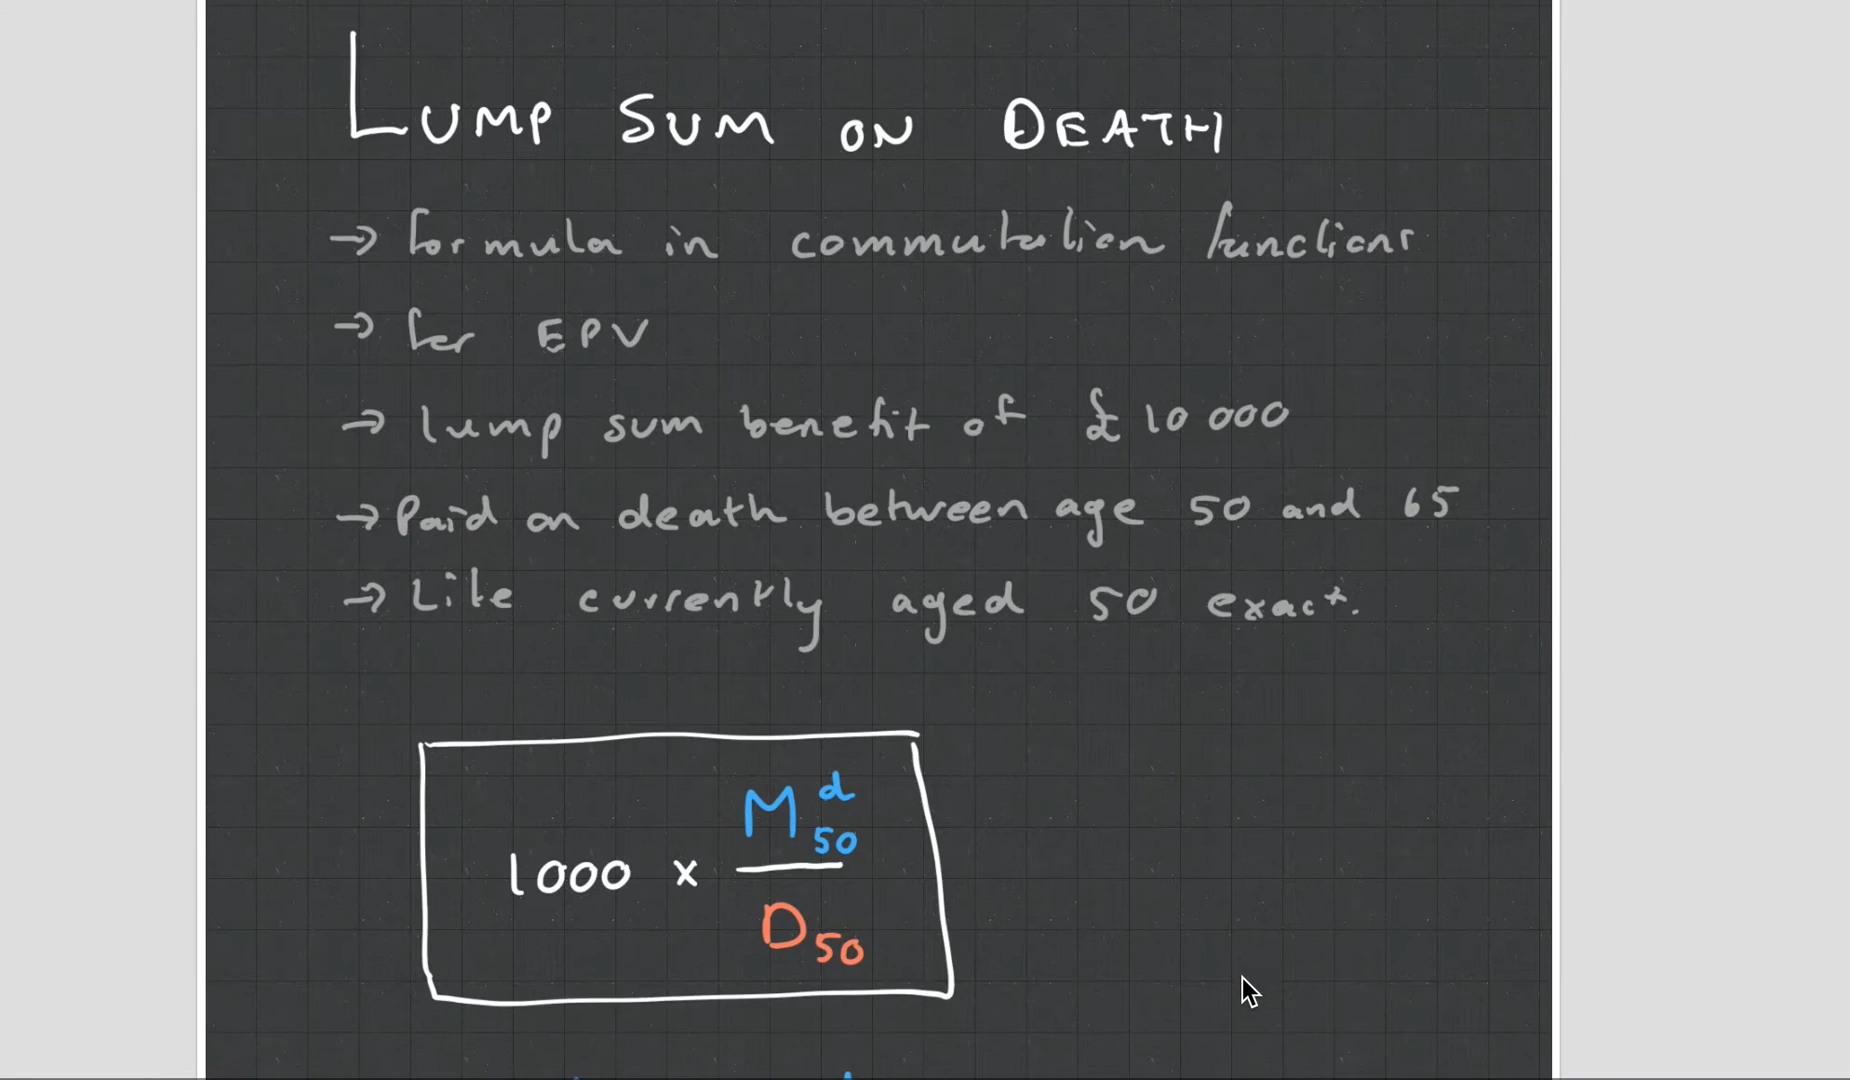 LUMP SUM ON DEATH
→ formula in commutation functions
→ for EPV
→ lump sum benefit of £10 000
→ Paid on death between age 50 and 65
→ Life currently aged 50 exact.
1000 × M^d_50 / D_50